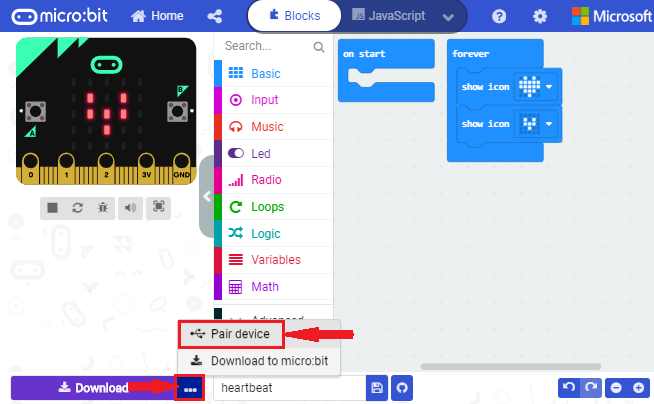 micro:bit
Home
Blocks
JavaScript
Microsoft
Search...
Basic
Input
Music
Led
Radio
Loops
Logic
Variables
Math
Advanced
on start
forever
show icon
show icon
A
B
0 1 2 3V GND
Pair device
Download to micro:bit
Download
heartbeat